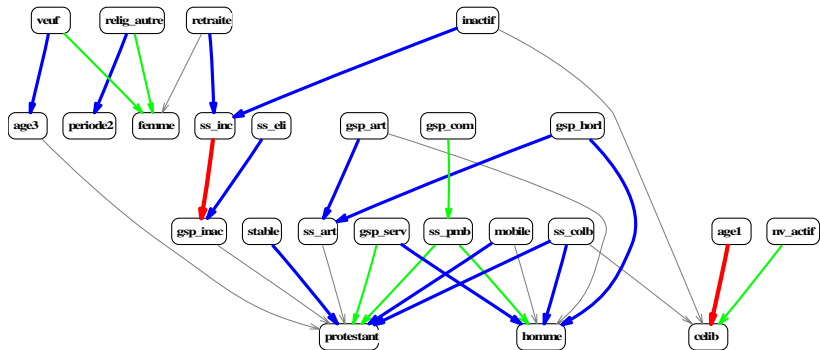 veuf relig_autre retraite inactif
age3 periode2 femme ss_inc ss_eli gsp_art gsp_com gsp_horl
gsp_inac stable ss_art gsp_serv ss_pmb mobile ss_colb age1 nv_actif
protestant homme celib